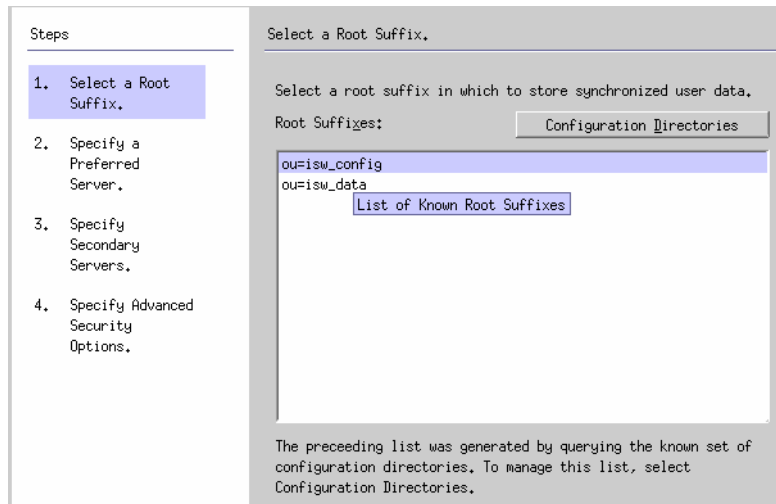 Steps
1. Select a Root
Suffix.
2. Specify a
Preferred
Server.
3. Specify
Secondary
Servers.
4. Specify Advanced
Security
Options.
Select a Root Suffix.
Select a root suffix in which to store synchronized user data.
Root Suffixes:
Configuration Directories
ou=isw_config
ou=isw_data
List of Known Root Suffixes
The preceeding list was generated by querying the known set of
configuration directories. To manage this list, select
Configuration Directories.